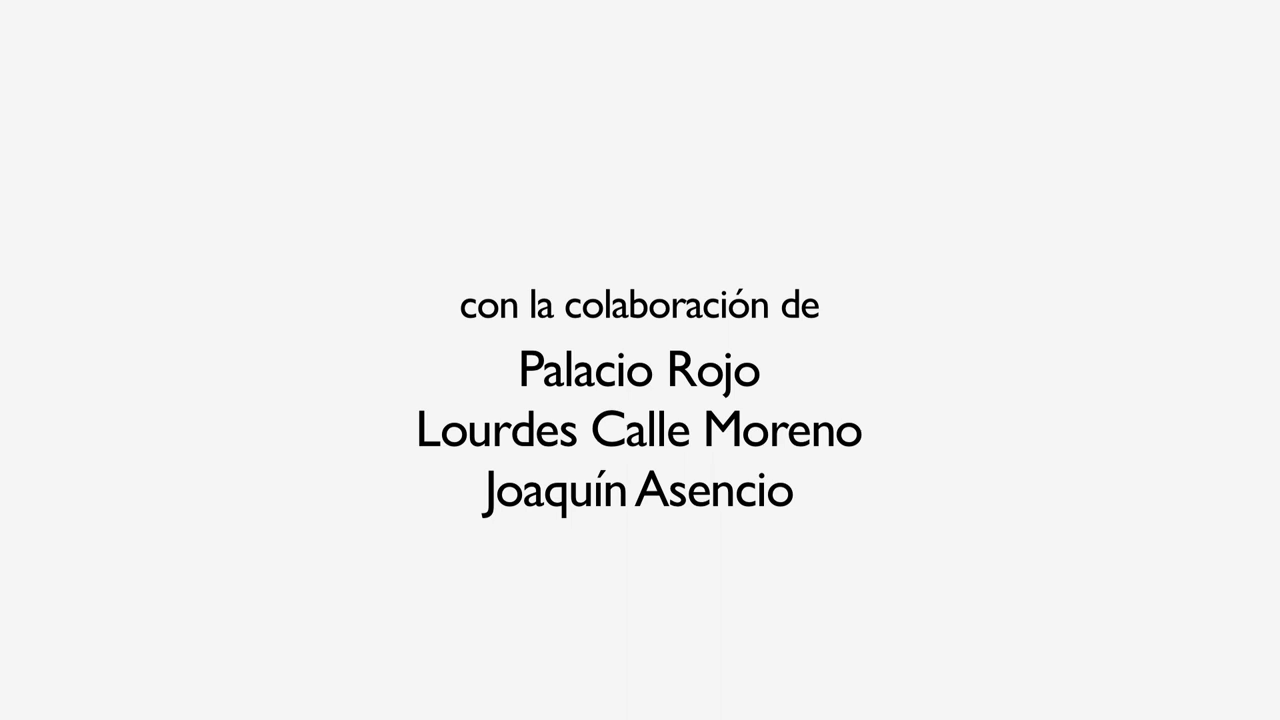 con la colaboración de
Palacio Rojo
Lourdes Calle Moreno
Joaquín Asencio